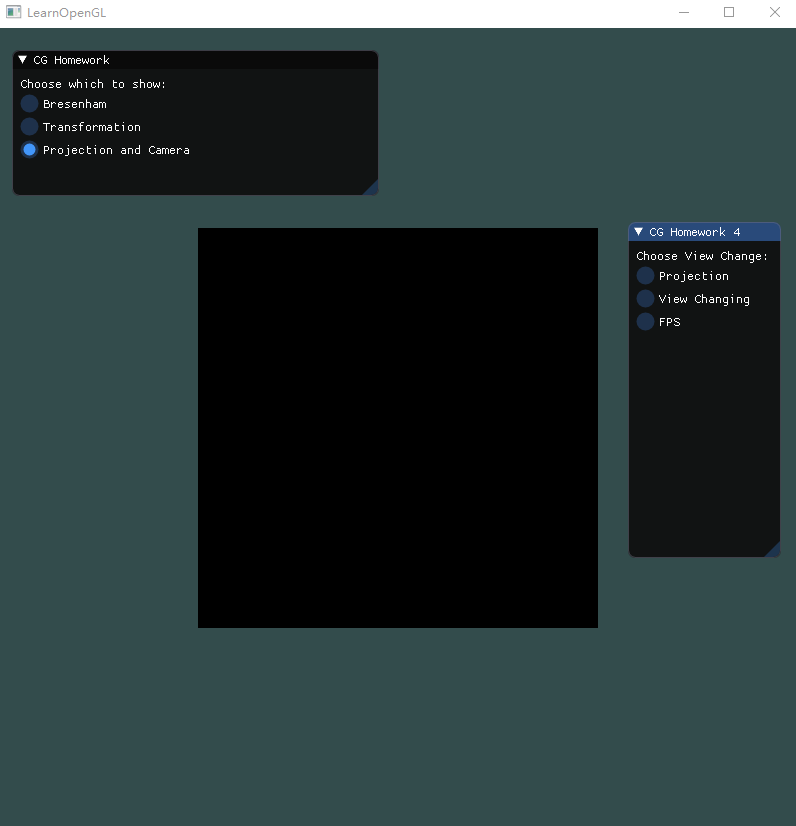 LearnOpenGL
CG Homework
Choose which to show:
Bresenham
Transformation
Projection and Camera
CG Homework 4
Choose View Change:
Projection
View Changing
FPS